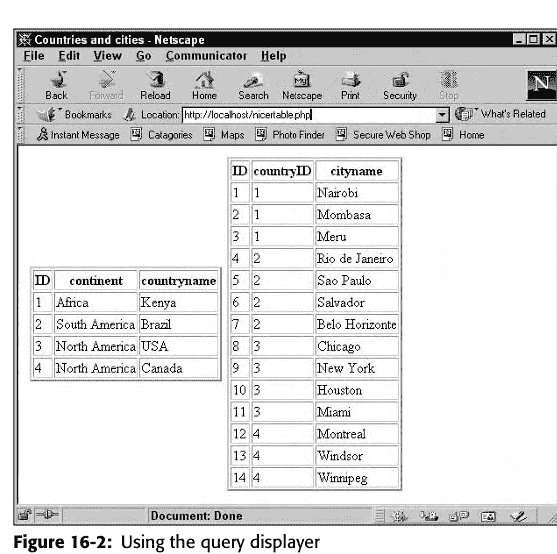 Countries and cities - Netscape
File Edit View Go Communicator Help
Back Forward Reload Home Search Netscape Print Security Stop
N
Bookmarks Location: http://localhost/nicertable.php What's Related
Instant Message Catagories Maps Photo Finder Secure Web Shop Home
ID continent countryname
1 Africa Kenya
2 South America Brazil
3 North America USA
4 North America Canada
ID countryID cityname
1 1 Nairobi
2 1 Mombasa
3 1 Meru
4 2 Rio de Janeiro
5 2 Sao Paulo
6 2 Salvador
7 2 Belo Horizonte
8 3 Chicago
9 3 New York
10 3 Houston
11 3 Miami
12 4 Montreal
13 4 Windsor
14 4 Winnipeg
Document: Done
Figure 16-2: Using the query displayer